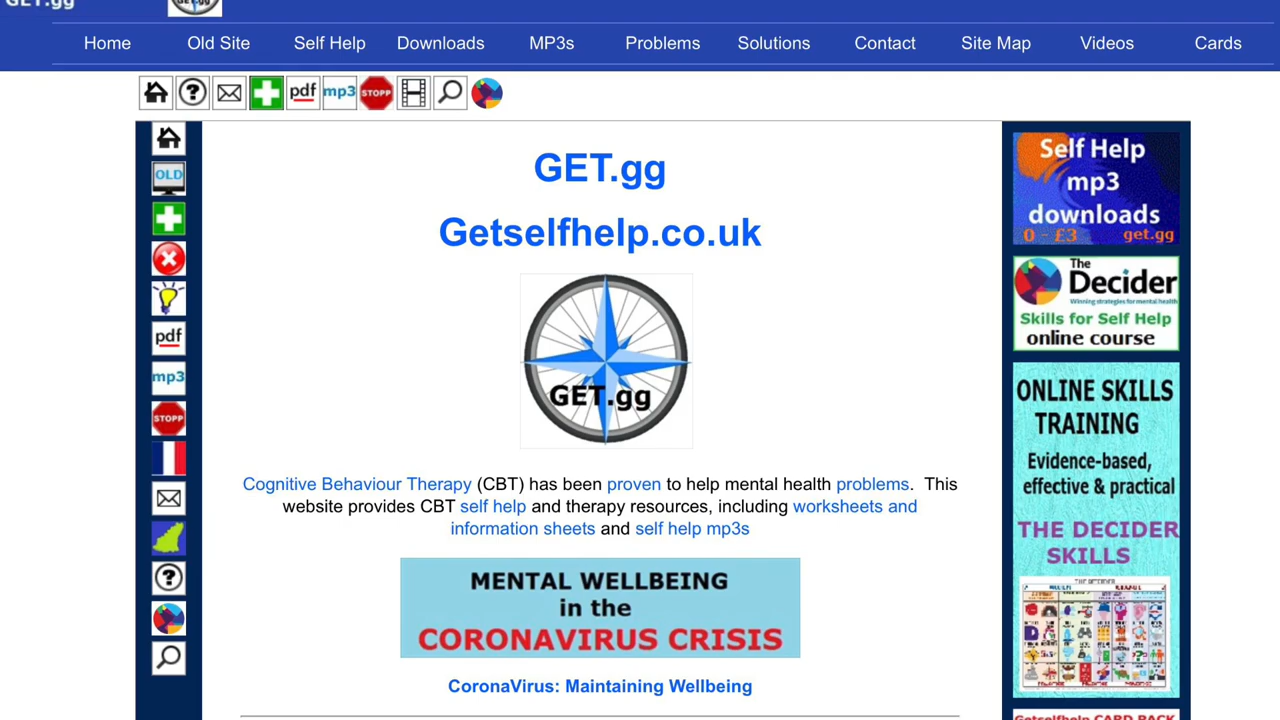 GET.gg
Home Old Site Self Help Downloads MP3s Problems Solutions Contact Site Map Videos Cards
pdf mp3 STOPP
OLD
pdf
mp3
STOPP
GET.gg
Getselfhelp.co.uk
GET.gg
Cognitive Behaviour Therapy (CBT) has been proven to help mental health problems. This
website provides CBT self help and therapy resources, including worksheets and
information sheets and self help mp3s
MENTAL WELLBEING
in the
CORONAVIRUS CRISIS
CoronaVirus: Maintaining Wellbeing
Self Help
mp3
downloads
0 - £3 get.gg
The
Decider
Winning strategies for mental health
Skills for Self Help
online course
ONLINE SKILLS
TRAINING
Evidence-based,
effective & practical
THE DECIDER
SKILLS
Getselfhelp CARD PACK